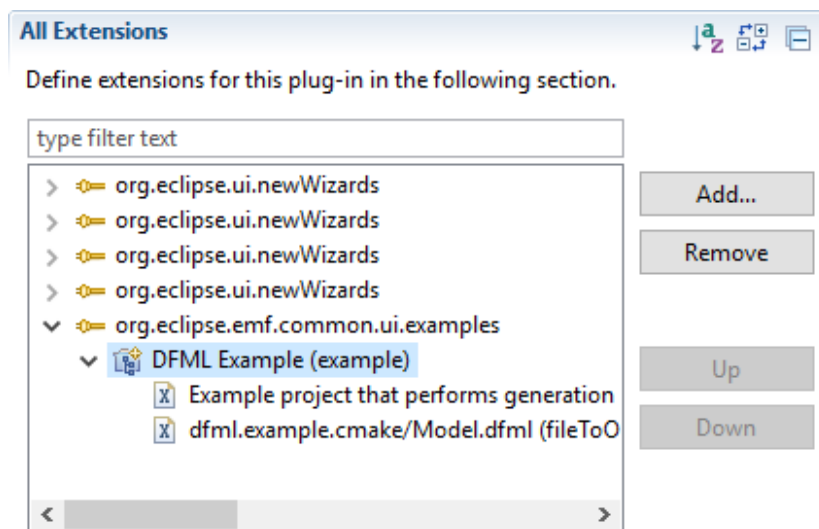 All Extensions
Define extensions for this plug-in in the following section.
type filter text
org.eclipse.ui.newWizards
org.eclipse.ui.newWizards
org.eclipse.ui.newWizards
org.eclipse.ui.newWizards
org.eclipse.emf.common.ui.examples
DFML Example (example)
Example project that performs generation
dfml.example.cmake/Model.dfml (fileToO
Add...
Remove
Up
Down